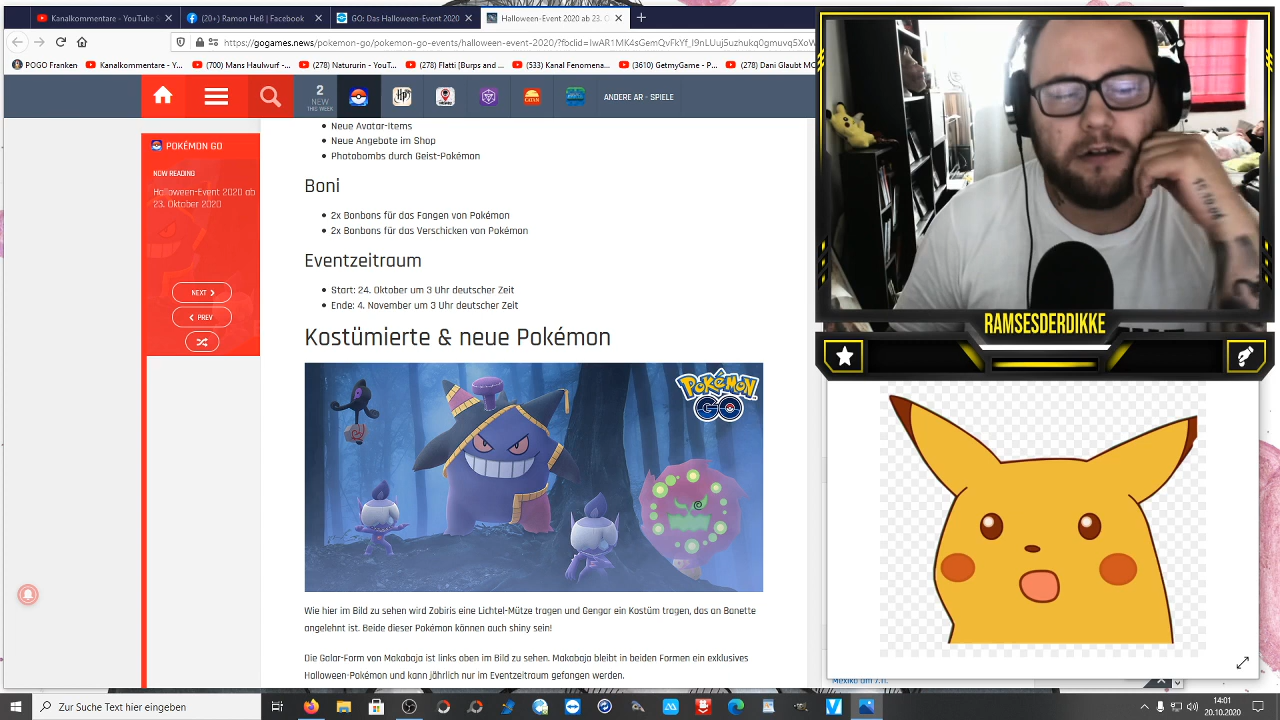 Kanalkommentare - YouTube S
(20+) Ramon Heß | Facebook
GO: Das Halloween-Event 2020
Halloween-Event 2020 ab 23. O
https://gogames.news/pokemon-go/pokemon-go-events/halloween-event-2020/?fbclid=
POGO Franken
Kanalkommentare - Y...
(700) Mans Haulwurf -...
(278) Natururin - YouT...
(278) Flatti [Burps and ...
(533) Kanal Fenomena...
(3610) GetmyGame - P...
(278) Dani Glaubt MC
2
NEW
THIS WEEK
CATAN
ANDERE AR - SPIELE
POKÉMON GO
NOW READING
Halloween-Event 2020 ab
23. Oktober 2020
NEXT
PREV
Neue Avatar-Items
Neue Angebote im Shop
Photobombs durch Geist-Pokémon
Boni
2x Bonbons für das Fangen von Pokémon
2x Bonbons für das Verschicken von Pokémon
Eventzeitraum
Start: 24. Oktober um 3 Uhr deutscher Zeit
Ende: 4. November um 3 Uhr deutscher Zeit
Kostümierte & neue Pokémon
POKéMON
GO
Wie hier im Bild zu sehen wird Zobiris eine Lichtel-Mütze tragen und Gengar ein Kostüm tragen, das an Banette
angelehnt ist. Beide dieser Pokémon können auch shiny sein!
Die Galar-Form von Makabaja ist links oben im Bild zu sehen. Makabaja bleibt in beiden Formen ein exklusives
Halloween-Pokémon und kann jährlich nur im Eventzeitraum gefangen werden.
RAMSESDERDIKKE
Mexiko am 7.11.
Zur Suche Text hier eingeben
14:01
20.10.2020